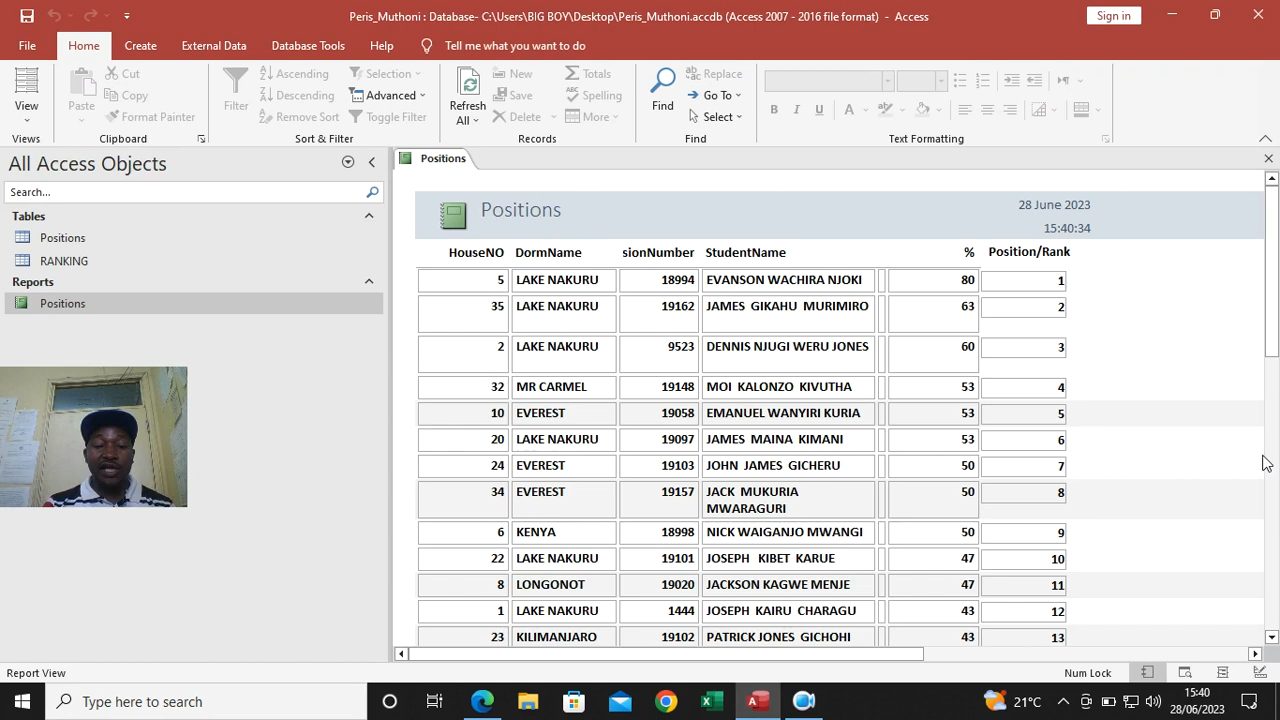 Peris_Muthoni : Database- C:\Users\BIG BOY\Desktop\Peris_Muthoni.accdb (Access 2007 - 2016 file format) - Access
Sign in
File Home Create External Data Database Tools Help Tell me what you want to do
View
Views
Paste
Cut
Copy
Format Painter
Clipboard
Filter
Ascending
Descending
Remove Sort
Selection
Advanced
Toggle Filter
Sort & Filter
Refresh All
New
Save
Delete
Totals
Spelling
More
Records
Find
Replace
Go To
Select
Find
Text Formatting
All Access Objects
Search...
Tables
Positions
RANKING
Reports
Positions
Positions
Positions
28 June 2023
15:40:34
HouseNO DormName sionNumber StudentName % Position/Rank
5 LAKE NAKURU 18994 EVANSON WACHIRA NJOKI 80 1
35 LAKE NAKURU 19162 JAMES GIKAHU MURIMIRO 63 2
2 LAKE NAKURU 9523 DENNIS NJUGI WERU JONES 60 3
32 MR CARMEL 19148 MOI KALONZO KIVUTHA 53 4
10 EVEREST 19058 EMANUEL WANYIRI KURIA 53 5
20 LAKE NAKURU 19097 JAMES MAINA KIMANI 53 6
24 EVEREST 19103 JOHN JAMES GICHERU 50 7
34 EVEREST 19157 JACK MUKURIA MWARAGURI 50 8
6 KENYA 18998 NICK WAIGANJO MWANGI 50 9
22 LAKE NAKURU 19101 JOSEPH KIBET KARUE 47 10
8 LONGONOT 19020 JACKSON KAGWE MENJE 47 11
1 LAKE NAKURU 1444 JOSEPH KAIRU CHARAGU 43 12
23 KILIMANJARO 19102 PATRICK JONES GICHOHI 43 13
Report View
Num Lock
Type here to search
21°C
15:40
28/06/2023